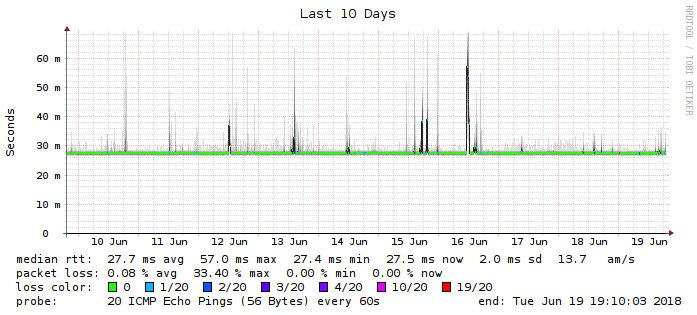 Last 10 Days
RRDTOOL / TOBI OETIKER
Seconds
60 m
50 m
40 m
30 m
20 m
10 m
0
10 Jun 11 Jun 12 Jun 13 Jun 14 Jun 15 Jun 16 Jun 17 Jun 18 Jun 19 Jun
median rtt: 27.7 ms avg 57.0 ms max 27.4 ms min 27.5 ms now 2.0 ms sd 13.7 am/s
packet loss: 0.08 % avg 33.40 % max 0.00 % min 0.00 % now
loss color: 0 1/20 2/20 3/20 4/20 10/20 19/20
probe: 20 ICMP Echo Pings (56 Bytes) every 60s end: Tue Jun 19 19:10:03 2018